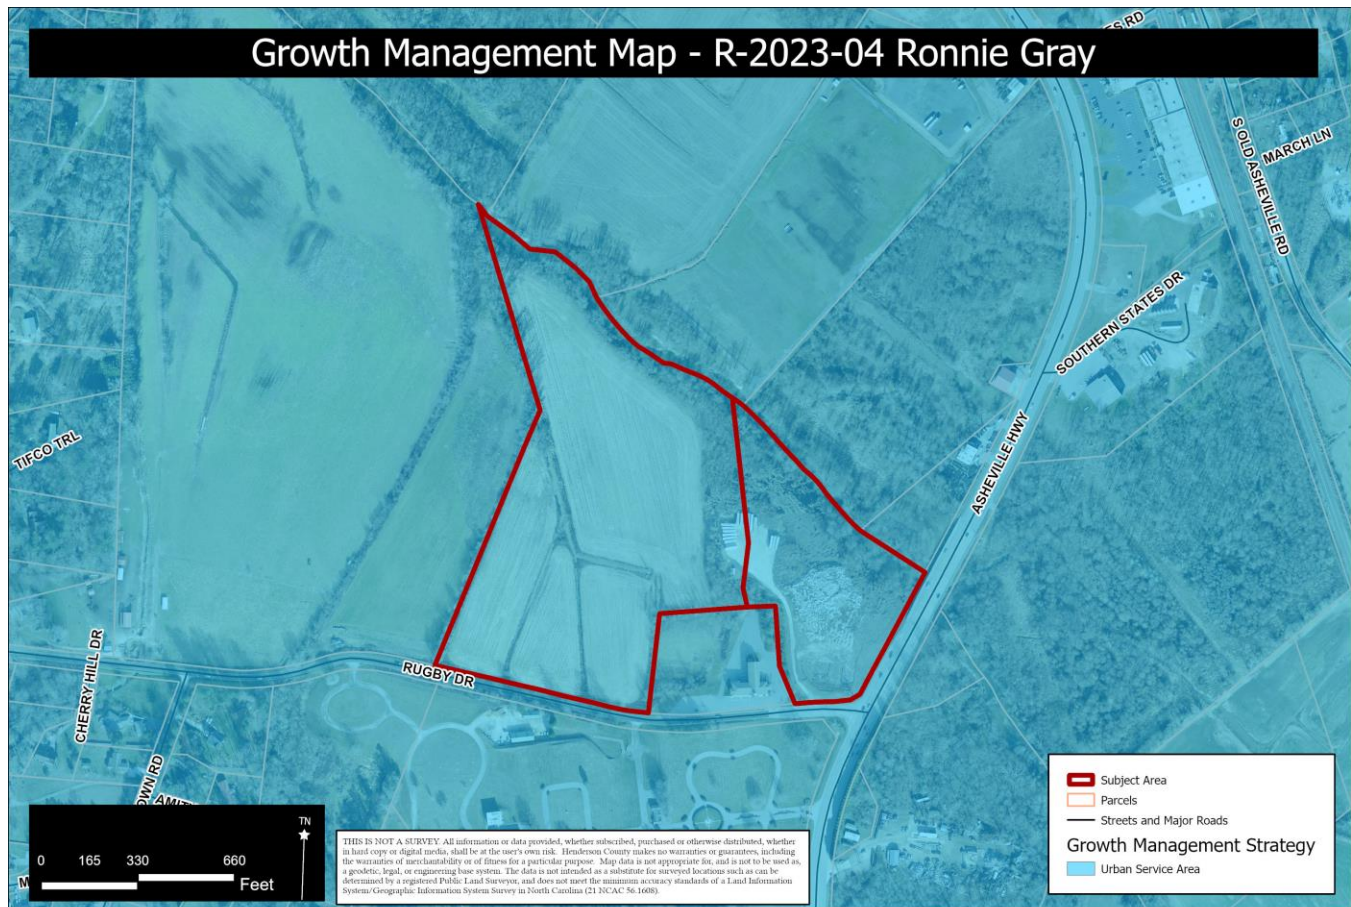 Growth Management Map - R-2023-04 Ronnie Gray
ES RD
S OLD ASHEVILLE RD
MARCH LN
SOUTHERN STATES DR
ASHEVILLE HWY
TIFCO TRL
RUGBY DR
CHERRY HILL DR
OWN RD
AMIT
M
TN
0 165 330 660
Feet
THIS IS NOT A SURVEY. All information or data provided, whether subscribed, purchased or otherwise distributed, whether
in hard copy or digital media, shall be at the user's own risk. Henderson County makes no warranties or guarantees, including
the warranties of merchantability or of fitness for a particular purpose. Map data is not appropriate for, and is not to be used as,
a geodetic, legal, or engineering base system. The data is not intended as a substitute for surveyed locations such as can be
determined by a registered Public Land Surveyor, and does not meet the minimum accuracy standards of a Land Information
System/Geographic Information System Survey in North Carolina (21 NCAC 56.1608).
Subject Area
Parcels
Streets and Major Roads
Growth Management Strategy
Urban Service Area